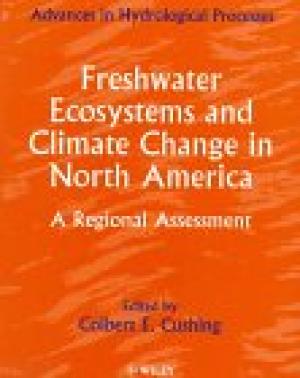 Advances in Hydrological Processes
Freshwater
Ecosystems and
Climate Change in
North America
A Regional Assessment
Edited by
Colbert E. Cushing
WILEY